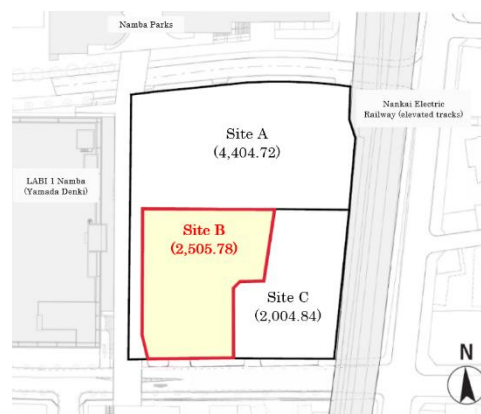 Namba Parks
Nankai Electric
Railway (elevated tracks)
Site A
(4,404.72)
LABI 1 Namba
(Yamada Denki)
Site B
(2,505.78)
Site C
(2,004.84)
N